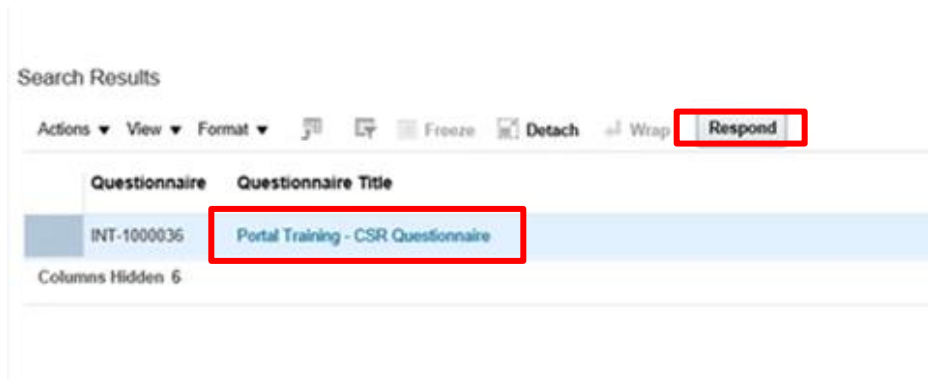 Search Results
Actions View Format Freeze Detach Wrap Respond
Questionnaire Questionnaire Title
INT-1000036 Portal Training - CSR Questionnaire
Columns Hidden 6